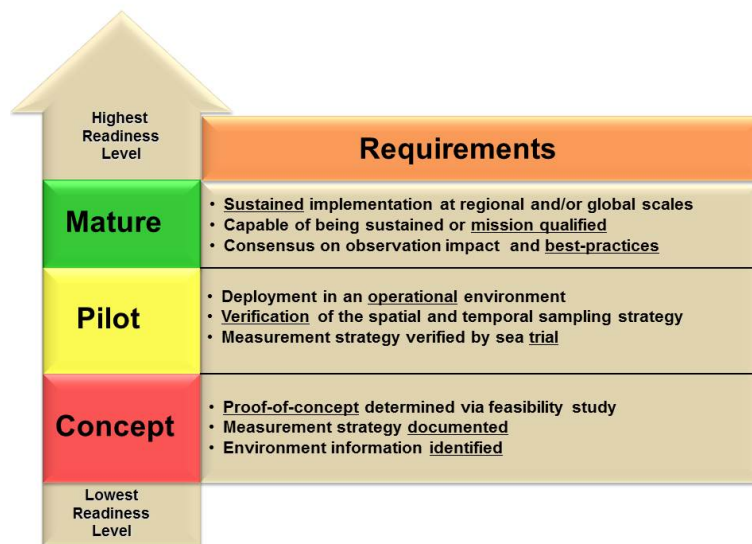 Highest
Readiness
Level
Requirements
Mature
• Sustained implementation at regional and/or global scales
• Capable of being sustained or mission qualified
• Consensus on observation impact and best-practices
Pilot
• Deployment in an operational environment
• Verification of the spatial and temporal sampling strategy
• Measurement strategy verified by sea trial
Concept
• Proof-of-concept determined via feasibility study
• Measurement strategy documented
• Environment information identified
Lowest
Readiness
Level